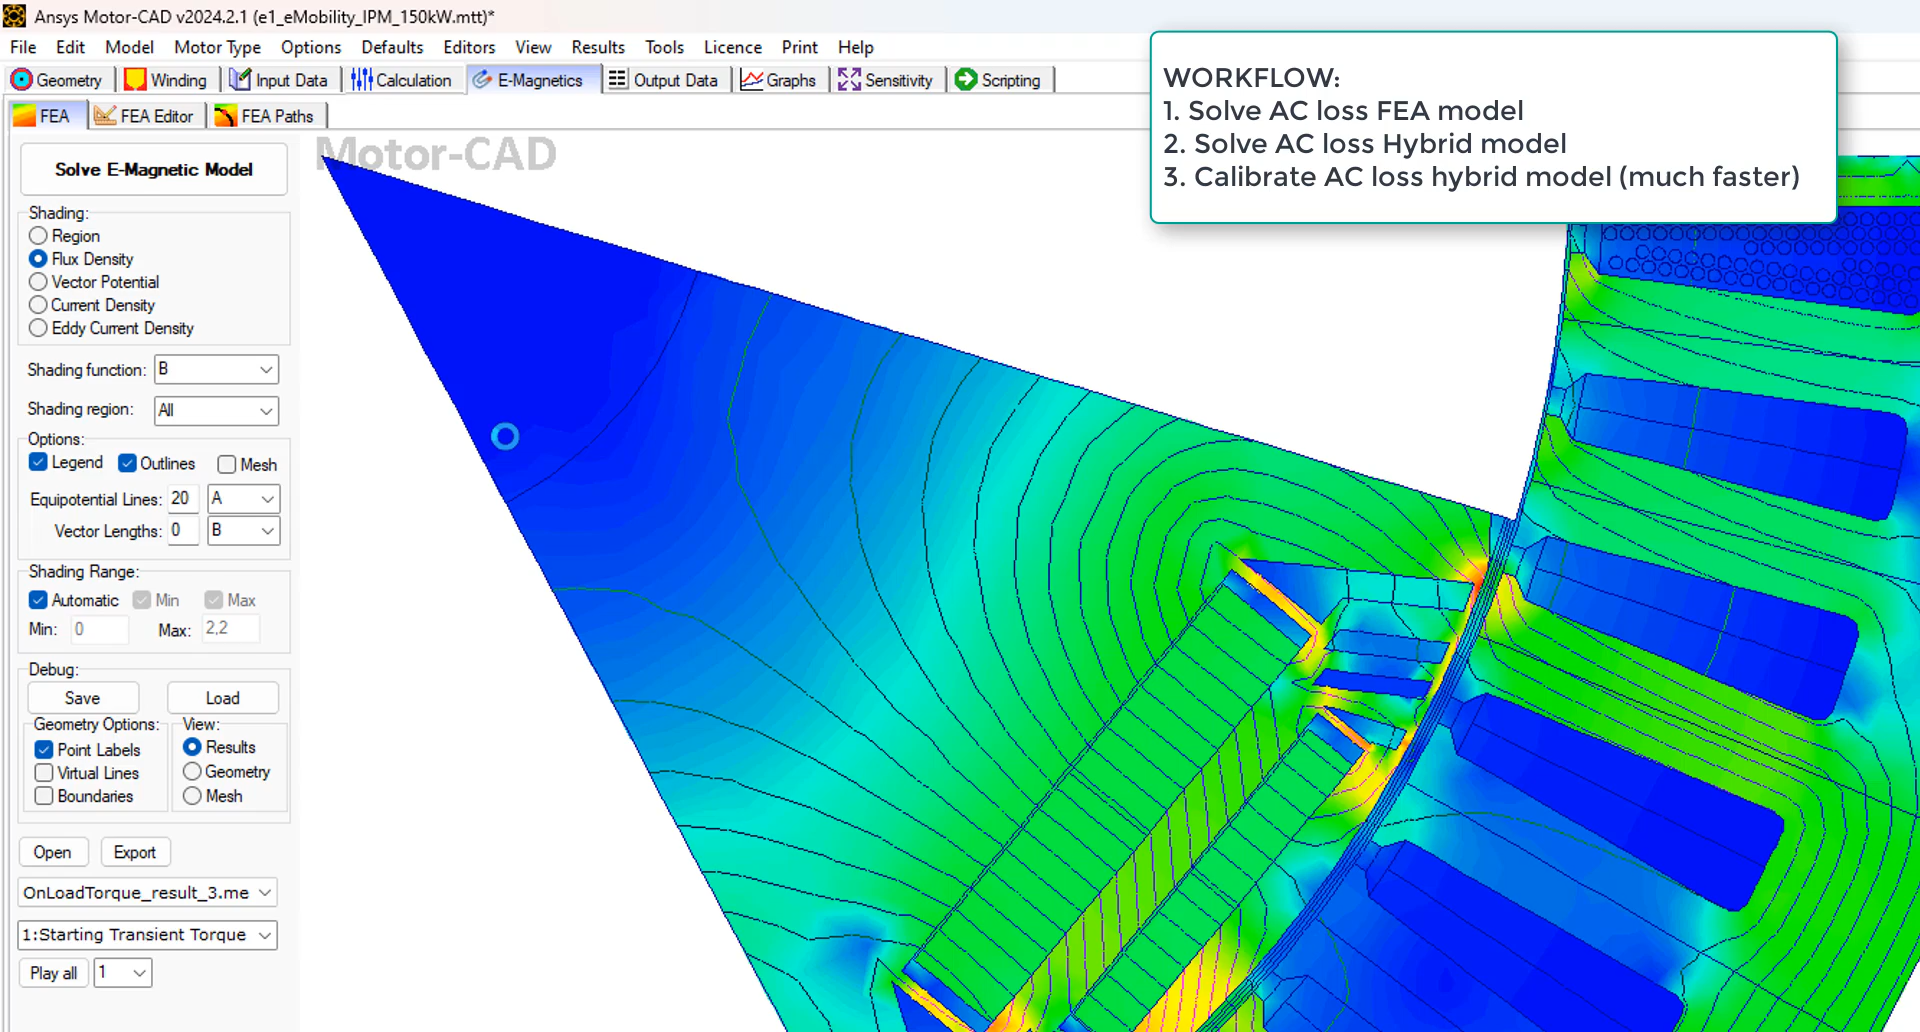 Ansys Motor-CAD v2024.2.1 (e1_eMobility_IPM_150kW.mtt)*
File Edit Model Motor Type Options Defaults Editors View Results Tools Licence Print Help
Geometry Winding Input Data Calculation E-Magnetics Output Data Graphs Sensitivity Scripting
FEA FEA Editor FEA Paths
WORKFLOW:
1. Solve AC loss FEA model
2. Solve AC loss Hybrid model
3. Calibrate AC loss hybrid model (much faster)
Motor-CAD
Solve E-Magnetic Model
Shading:
Region
Flux Density
Vector Potential
Current Density
Eddy Current Density
Shading function: B
Shading region: All
Options:
Legend Outlines Mesh
Equipotential Lines: 20 A
Vector Lengths: 0 B
Shading Range:
Automatic Min Max
Min: 0 Max: 2,2
Debug:
Save Load
Geometry Options: View:
Point Labels Results
Virtual Lines Geometry
Boundaries Mesh
Open Export
OnLoadTorque_result_3.me
1:Starting Transient Torque
Play all 1